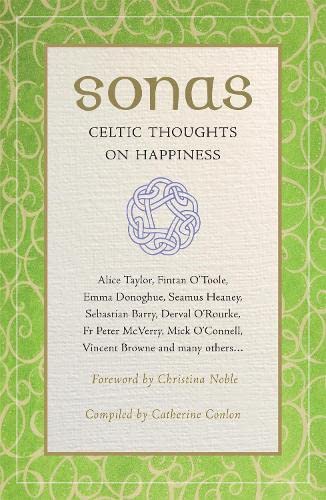 sonas
CELTIC THOUGHTS
ON HAPPINESS
Alice Taylor, Fintan O'Toole,
Emma Donoghue, Seamus Heaney,
Sebastian Barry, Derval O'Rourke,
Fr Peter McVerry, Mick O'Connell,
Vincent Browne and many others...
Foreword by Christina Noble
Compiled by Catherine Conlon